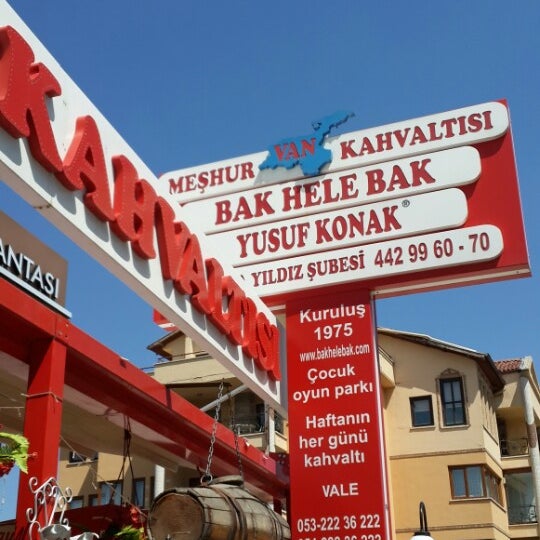 KAHVALTISI
ANTASI
MEŞHUR VAN KAHVALTISI
BAK HELE BAK
YUSUF KONAK®
YILDIZ ŞUBESİ 442 99 60 - 70
Kuruluş
1975
www.bakhelebak.com
Çocuk
oyun parkı
Haftanın
her günü
kahvaltı
VALE
053-222 36 222